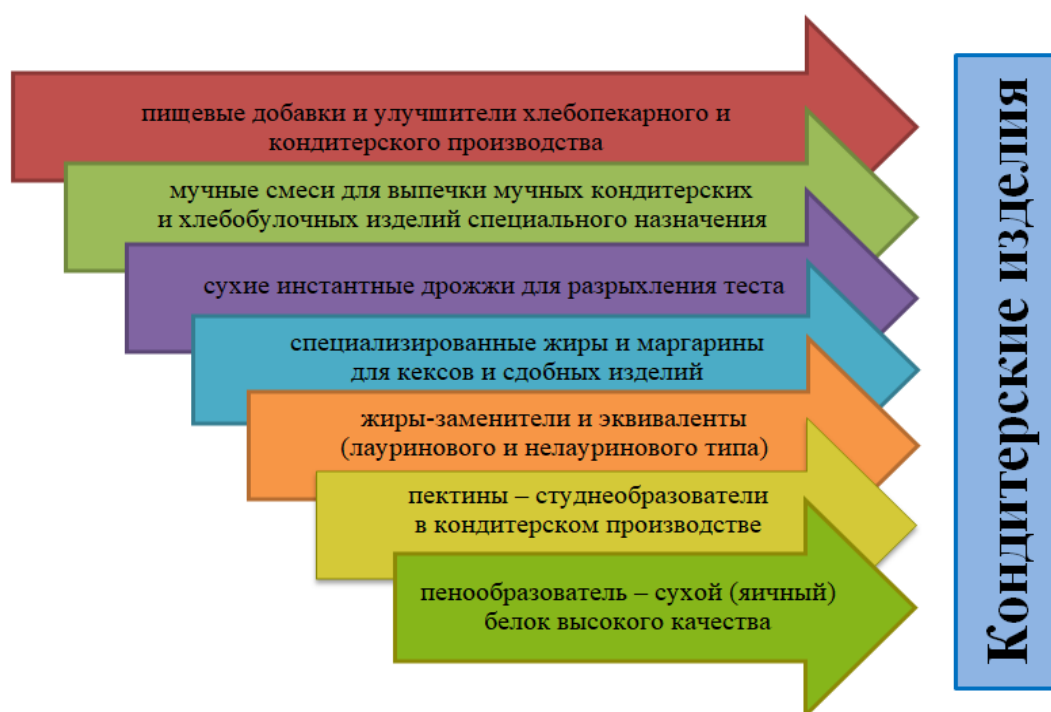 пищевые добавки и улучшители хлебопекарного и
кондитерского производства
мучные смеси для выпечки мучных кондитерских
и хлебобулочных изделий специального назначения
сухие инстантные дрожжи для разрыхления теста
специализированные жиры и маргарины
для кексов и сдобных изделий
жиры-заменители и эквиваленты
(лауринового и нелауринового типа)
пектины – студнеобразователи
в кондитерском производстве
пенообразователь – сухой (яичный)
белок высокого качества
Кондитерские изделия